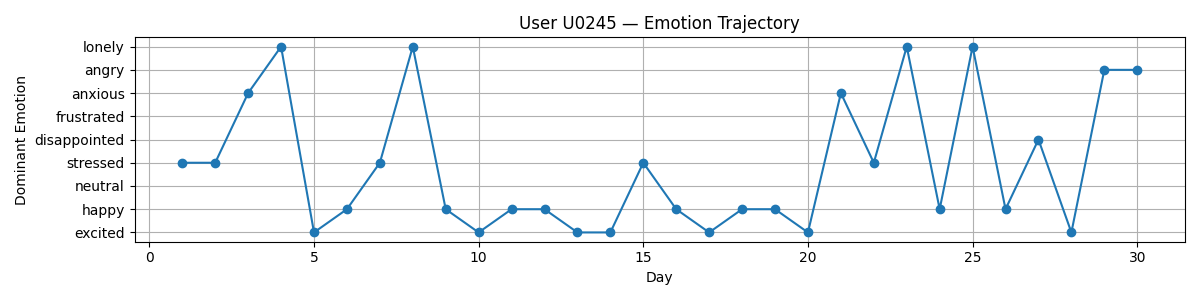 User U0245 — Emotion Trajectory
Dominant Emotion
lonely
angry
anxious
frustrated
disappointed
stressed
neutral
happy
excited
0 5 10 15 20 25 30
Day